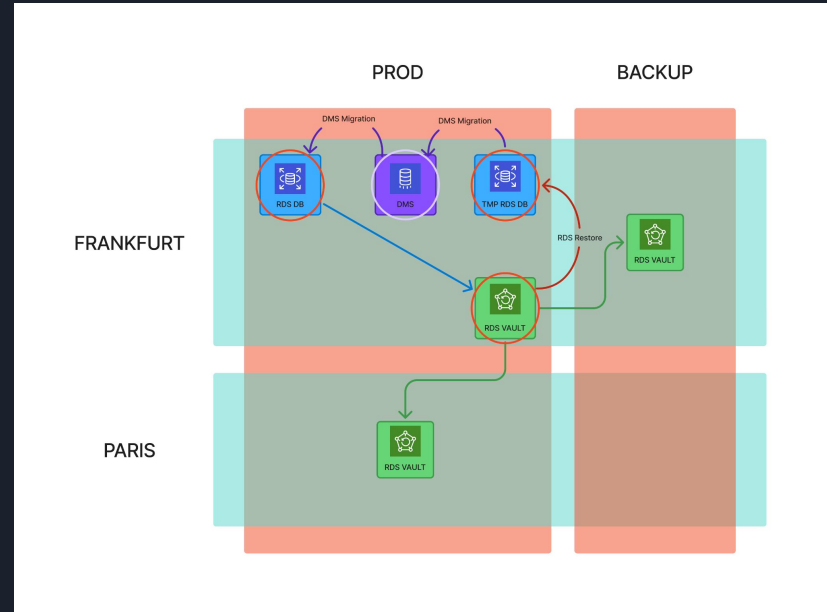 PROD
BACKUP
DMS Migration
DMS Migration
RDS DB
DMS
TMP RDS DB
FRANKFURT
RDS Restore
RDS VAULT
RDS VAULT
PARIS
RDS VAULT